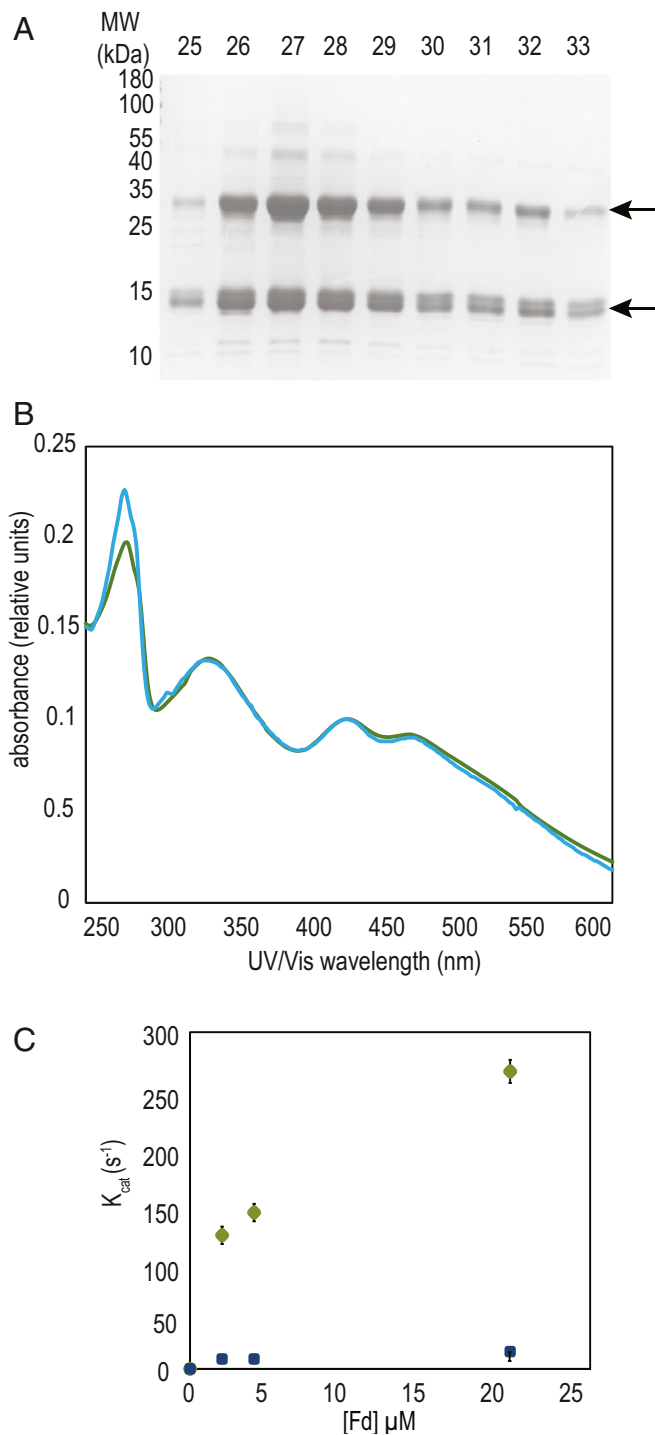 A
MW
(kDa)
25 26 27 28 29 30 31 32 33
180
100
55
40
35
25
15
10
B
absorbance (relative units)
0.25
0.2
0.15
0.1
0.5
0
250 300 350 400 450 500 550 600
UV/Vis wavelength (nm)
C
Kcat (s-1)
300
250
200
150
100
50
0
0 5 10 15 20 25
[Fd] µM